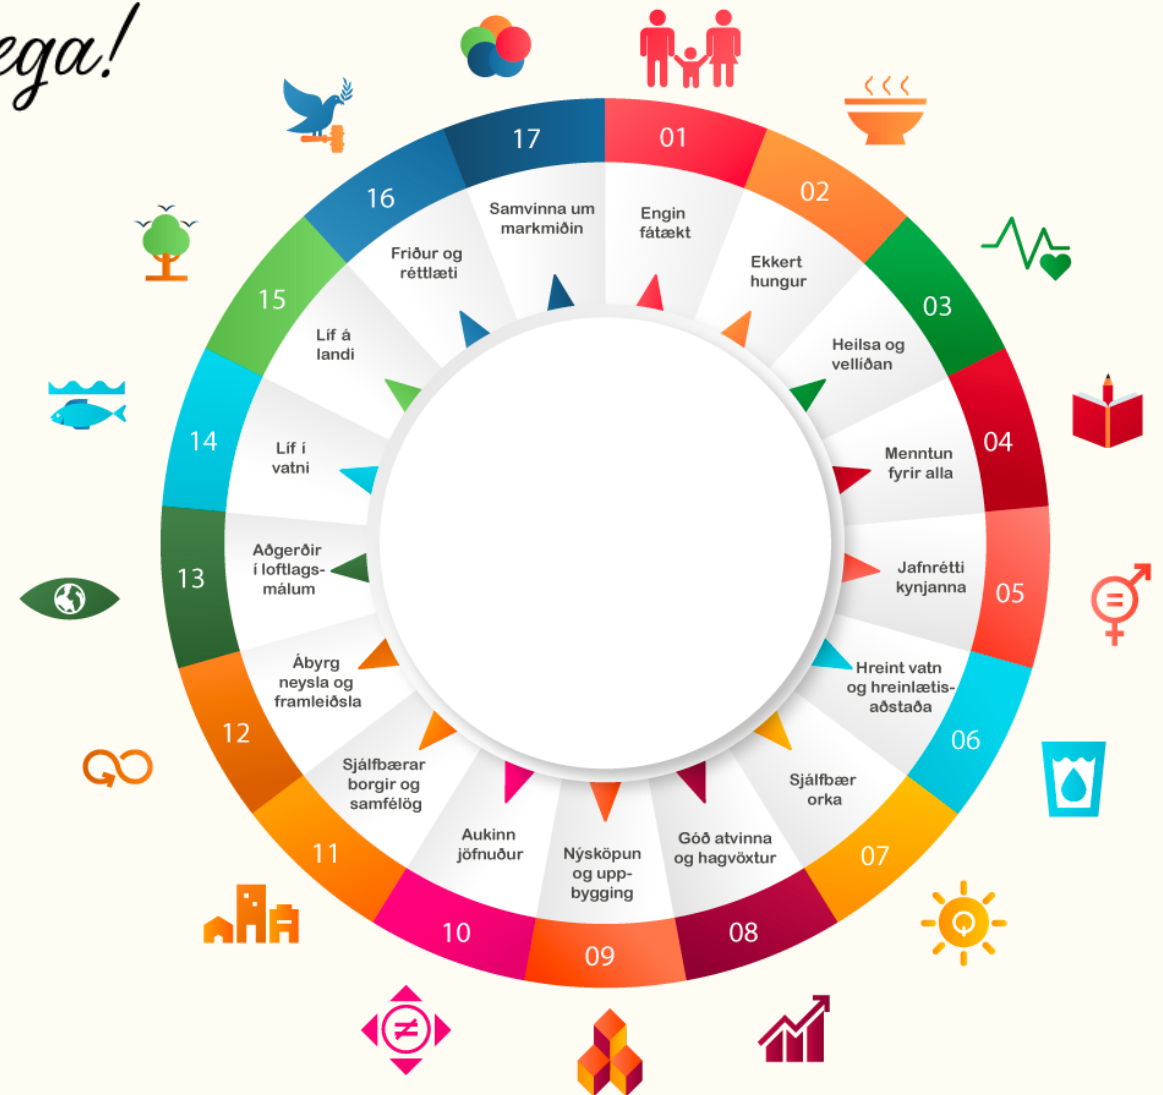 ega!
01
Engin
fátækt
02
Ekkert
hungur
03
Heilsa og
vellíðan
04
Menntun
fyrir alla
05
Jafnrétti
kynjanna
06
Hreint vatn
og hreinlætis-
aðstaða
07
Sjálfbær
orka
08
Góð atvinna
og hagvöxtur
09
Nýsköpun
og upp-
bygging
10
Aukinn
jöfnuður
11
Sjálfbærar
borgir og
samfélög
12
Ábyrg
neysla og
framleiðsla
13
Aðgerðir
í loftlags-
málum
14
Líf í
vatni
15
Líf á
landi
16
Friður og
réttlæti
17
Samvinna um
markmiðin